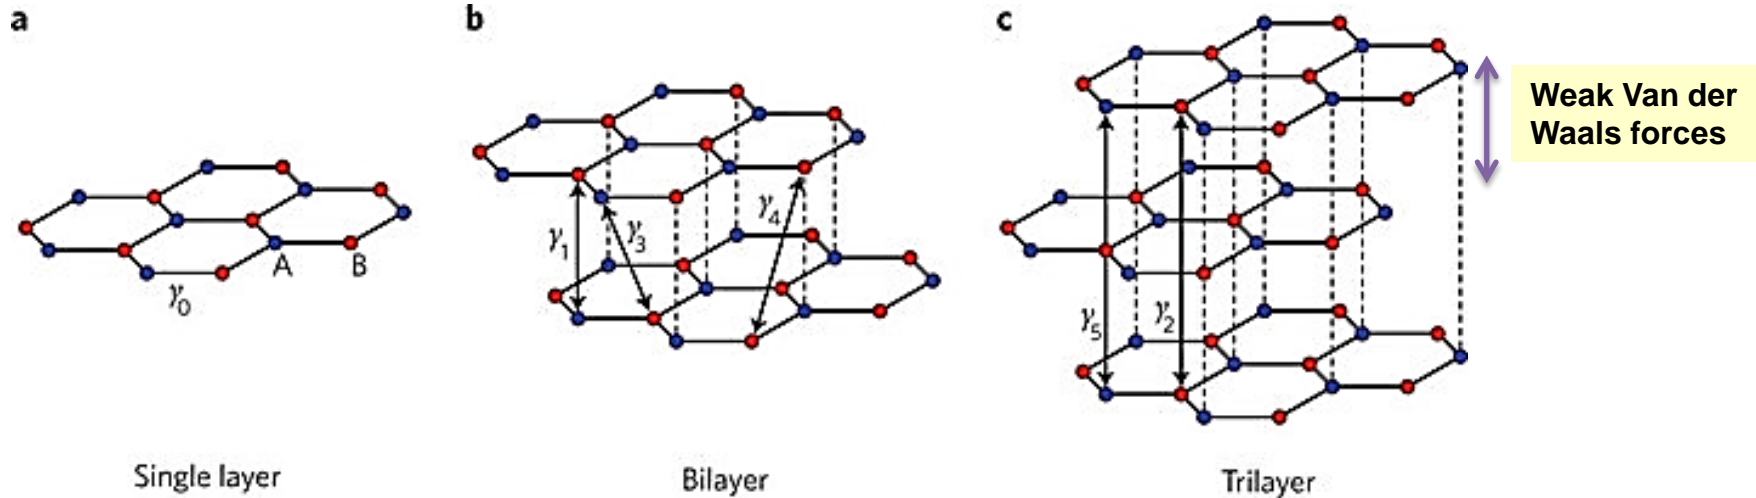 a
b
c
Weak Van der
Waals forces
γ1
γ3
γ4
A
B
γ0
γ5
γ2
Single layer
Bilayer
Trilayer